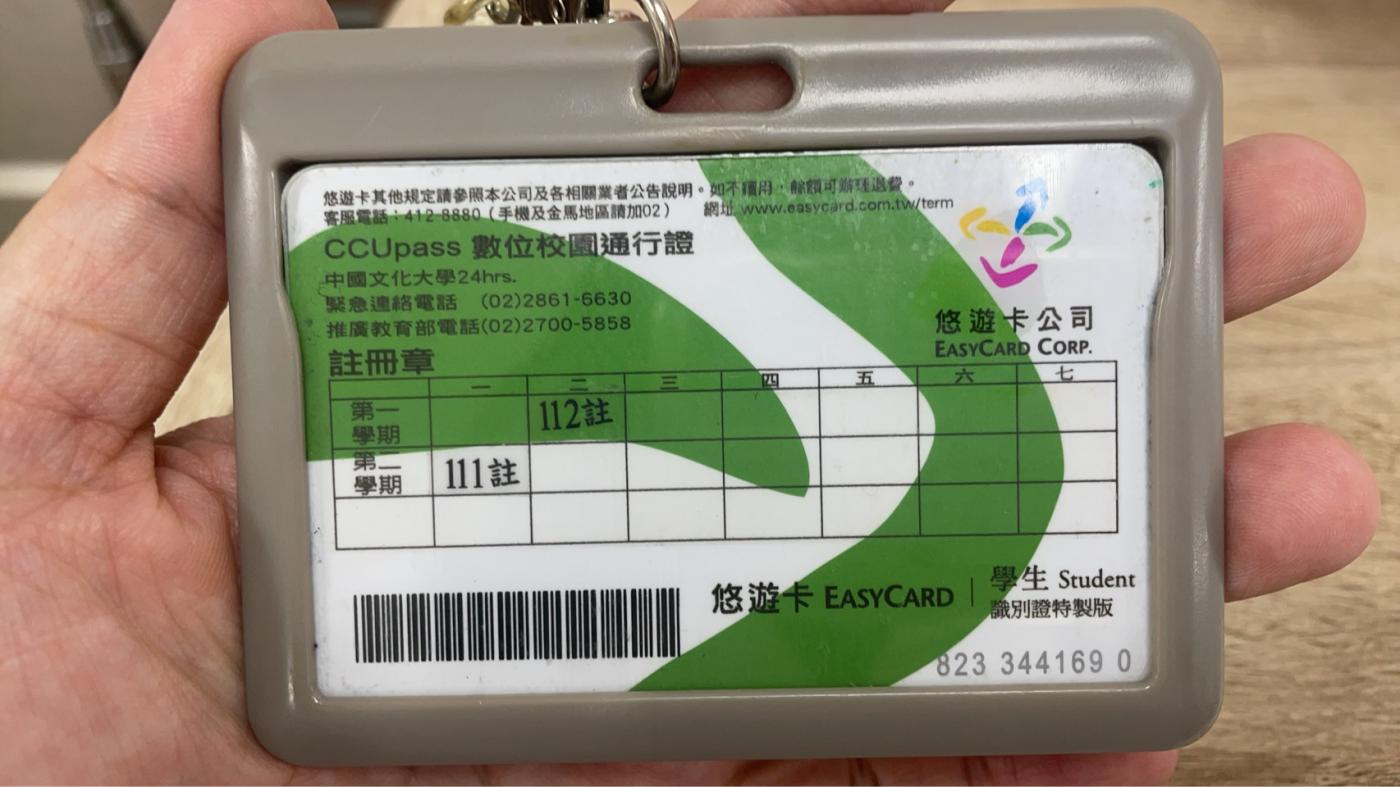 悠遊卡其他規定請參照本公司及各相關業者公告說明。如不續用，餘額可辦理退費。
客服電話：412-8880（手機及金馬地區請加02） 網址 www.easycard.com.tw/term
CCUpass 數位校園通行證
中國文化大學24hrs.
緊急連絡電話 (02)2861-6630
推廣教育部電話(02)2700-5858
悠遊卡公司
EASYCARD CORP.
註冊章
一 二 三 四 五 六 七
第一 112註
學期
第二 111註
學期
悠遊卡 EASYCARD | 學生 Student
識別證特製版
823 344169 0